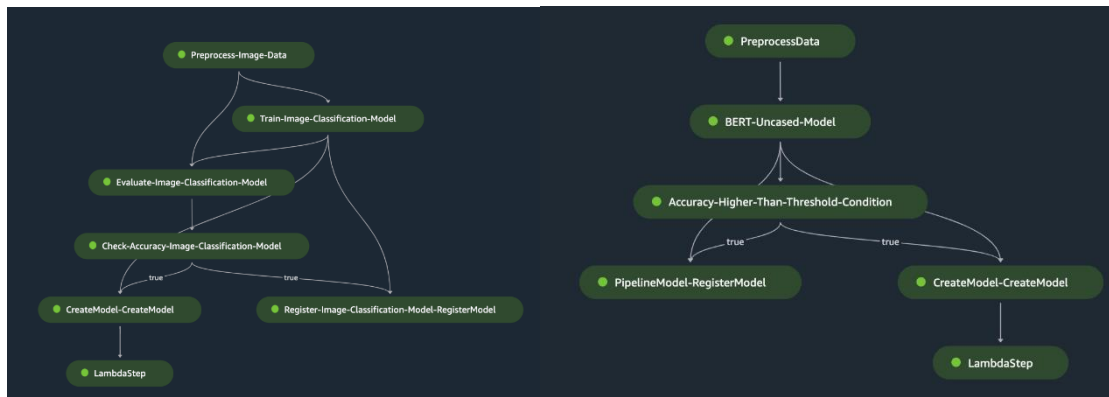 Preprocess-Image-Data
Train-Image-Classification-Model
Evaluate-Image-Classification-Model
Check-Accuracy-Image-Classification-Model
true
true
CreateModel-CreateModel
Register-Image-Classification-Model-RegisterModel
LambdaStep
PreprocessData
BERT-Uncased-Model
Accuracy-Higher-Than-Threshold-Condition
true
true
PipelineModel-RegisterModel
CreateModel-CreateModel
LambdaStep